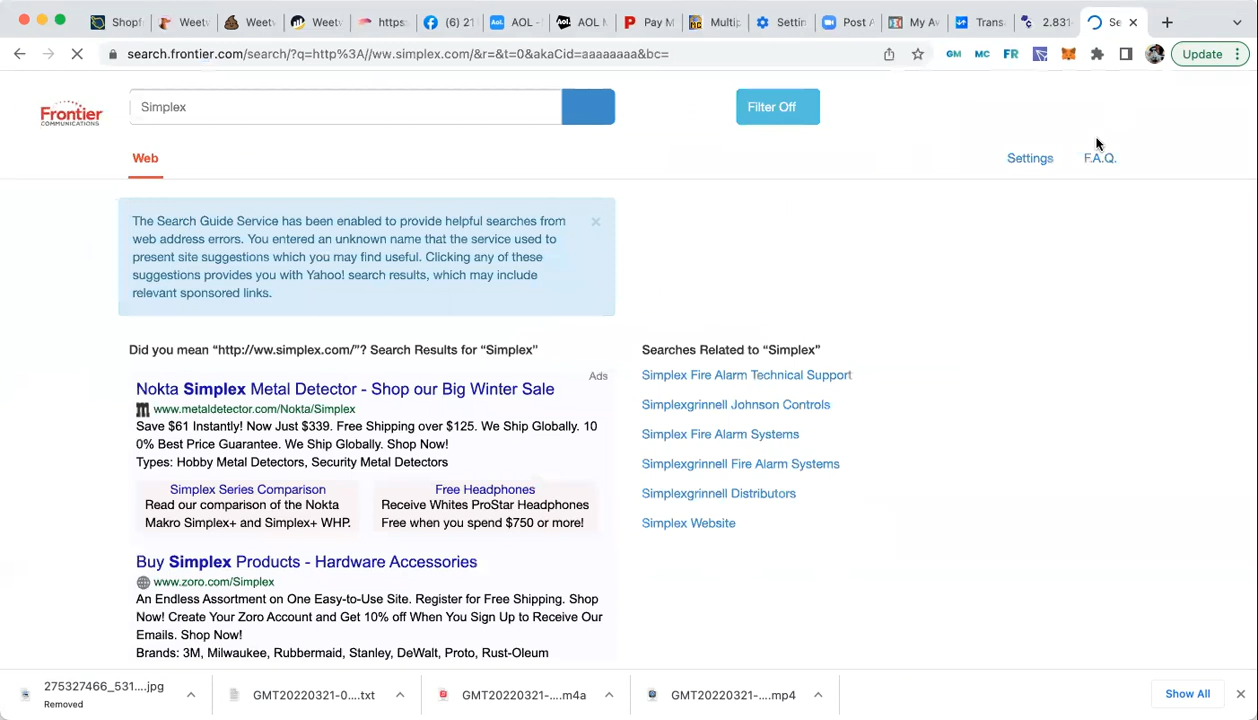 Shopf
Weetv
Weetv
Weetv
https
(6) 21
AOL -
AOL M
Pay M
Multip
Settin
Post A
My Av
Trans
2.831
Se
search.frontier.com/search/?q=http%3A//ww.simplex.com/&r=&t=0&akaCid=aaaaaaaa&bc=
GM
MC
FR
Update
Frontier
COMMUNICATIONS
Simplex
Filter Off
Web
Settings
F.A.Q.
The Search Guide Service has been enabled to provide helpful searches from
web address errors. You entered an unknown name that the service used to
present site suggestions which you may find useful. Clicking any of these
suggestions provides you with Yahoo! search results, which may include
relevant sponsored links.
Did you mean “http://ww.simplex.com/”? Search Results for “Simplex”
Ads
Nokta Simplex Metal Detector - Shop our Big Winter Sale
www.metaldetector.com/Nokta/Simplex
Save $61 Instantly! Now Just $339. Free Shipping over $125. We Ship Globally. 10
0% Best Price Guarantee. We Ship Globally. Shop Now!
Types: Hobby Metal Detectors, Security Metal Detectors
Simplex Series Comparison
Read our comparison of the Nokta
Makro Simplex+ and Simplex+ WHP.
Free Headphones
Receive Whites ProStar Headphones
Free when you spend $750 or more!
Buy Simplex Products - Hardware Accessories
www.zoro.com/Simplex
An Endless Assortment on One Easy-to-Use Site. Register for Free Shipping. Shop
Now! Create Your Zoro Account and Get 10% off When You Sign Up to Receive Our
Emails. Shop Now!
Brands: 3M, Milwaukee, Rubbermaid, Stanley, DeWalt, Proto, Rust-Oleum
Searches Related to “Simplex”
Simplex Fire Alarm Technical Support
Simplexgrinnell Johnson Controls
Simplex Fire Alarm Systems
Simplexgrinnell Fire Alarm Systems
Simplexgrinnell Distributors
Simplex Website
275327466_531....jpg
Removed
GMT20220321-0....txt
GMT20220321-....m4a
GMT20220321-....mp4
Show All